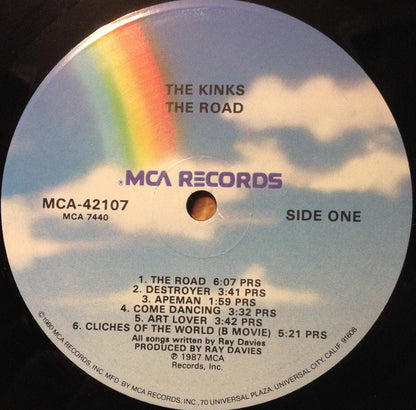 THE KINKS
THE ROAD
®MCA RECORDS
MCA-42107
MCA 7440
SIDE ONE
1. THE ROAD 6:07 PRS
2. DESTROYER 3:41 PRS
3. APEMAN 1:59 PRS
4. COME DANCING 3:32 PRS
5. ART LOVER 3:42 PRS
6. CLICHES OF THE WORLD (B MOVIE) 5:21 PRS
All songs written by Ray Davies
PRODUCED BY RAY DAVIES
℗ 1987 MCA
Records, Inc.
©1980 MCA RECORDS, INC. MFG. BY MCA RECORDS, INC., 70 UNIVERSAL PLAZA, UNIVERSAL CITY, CALIF. 91608